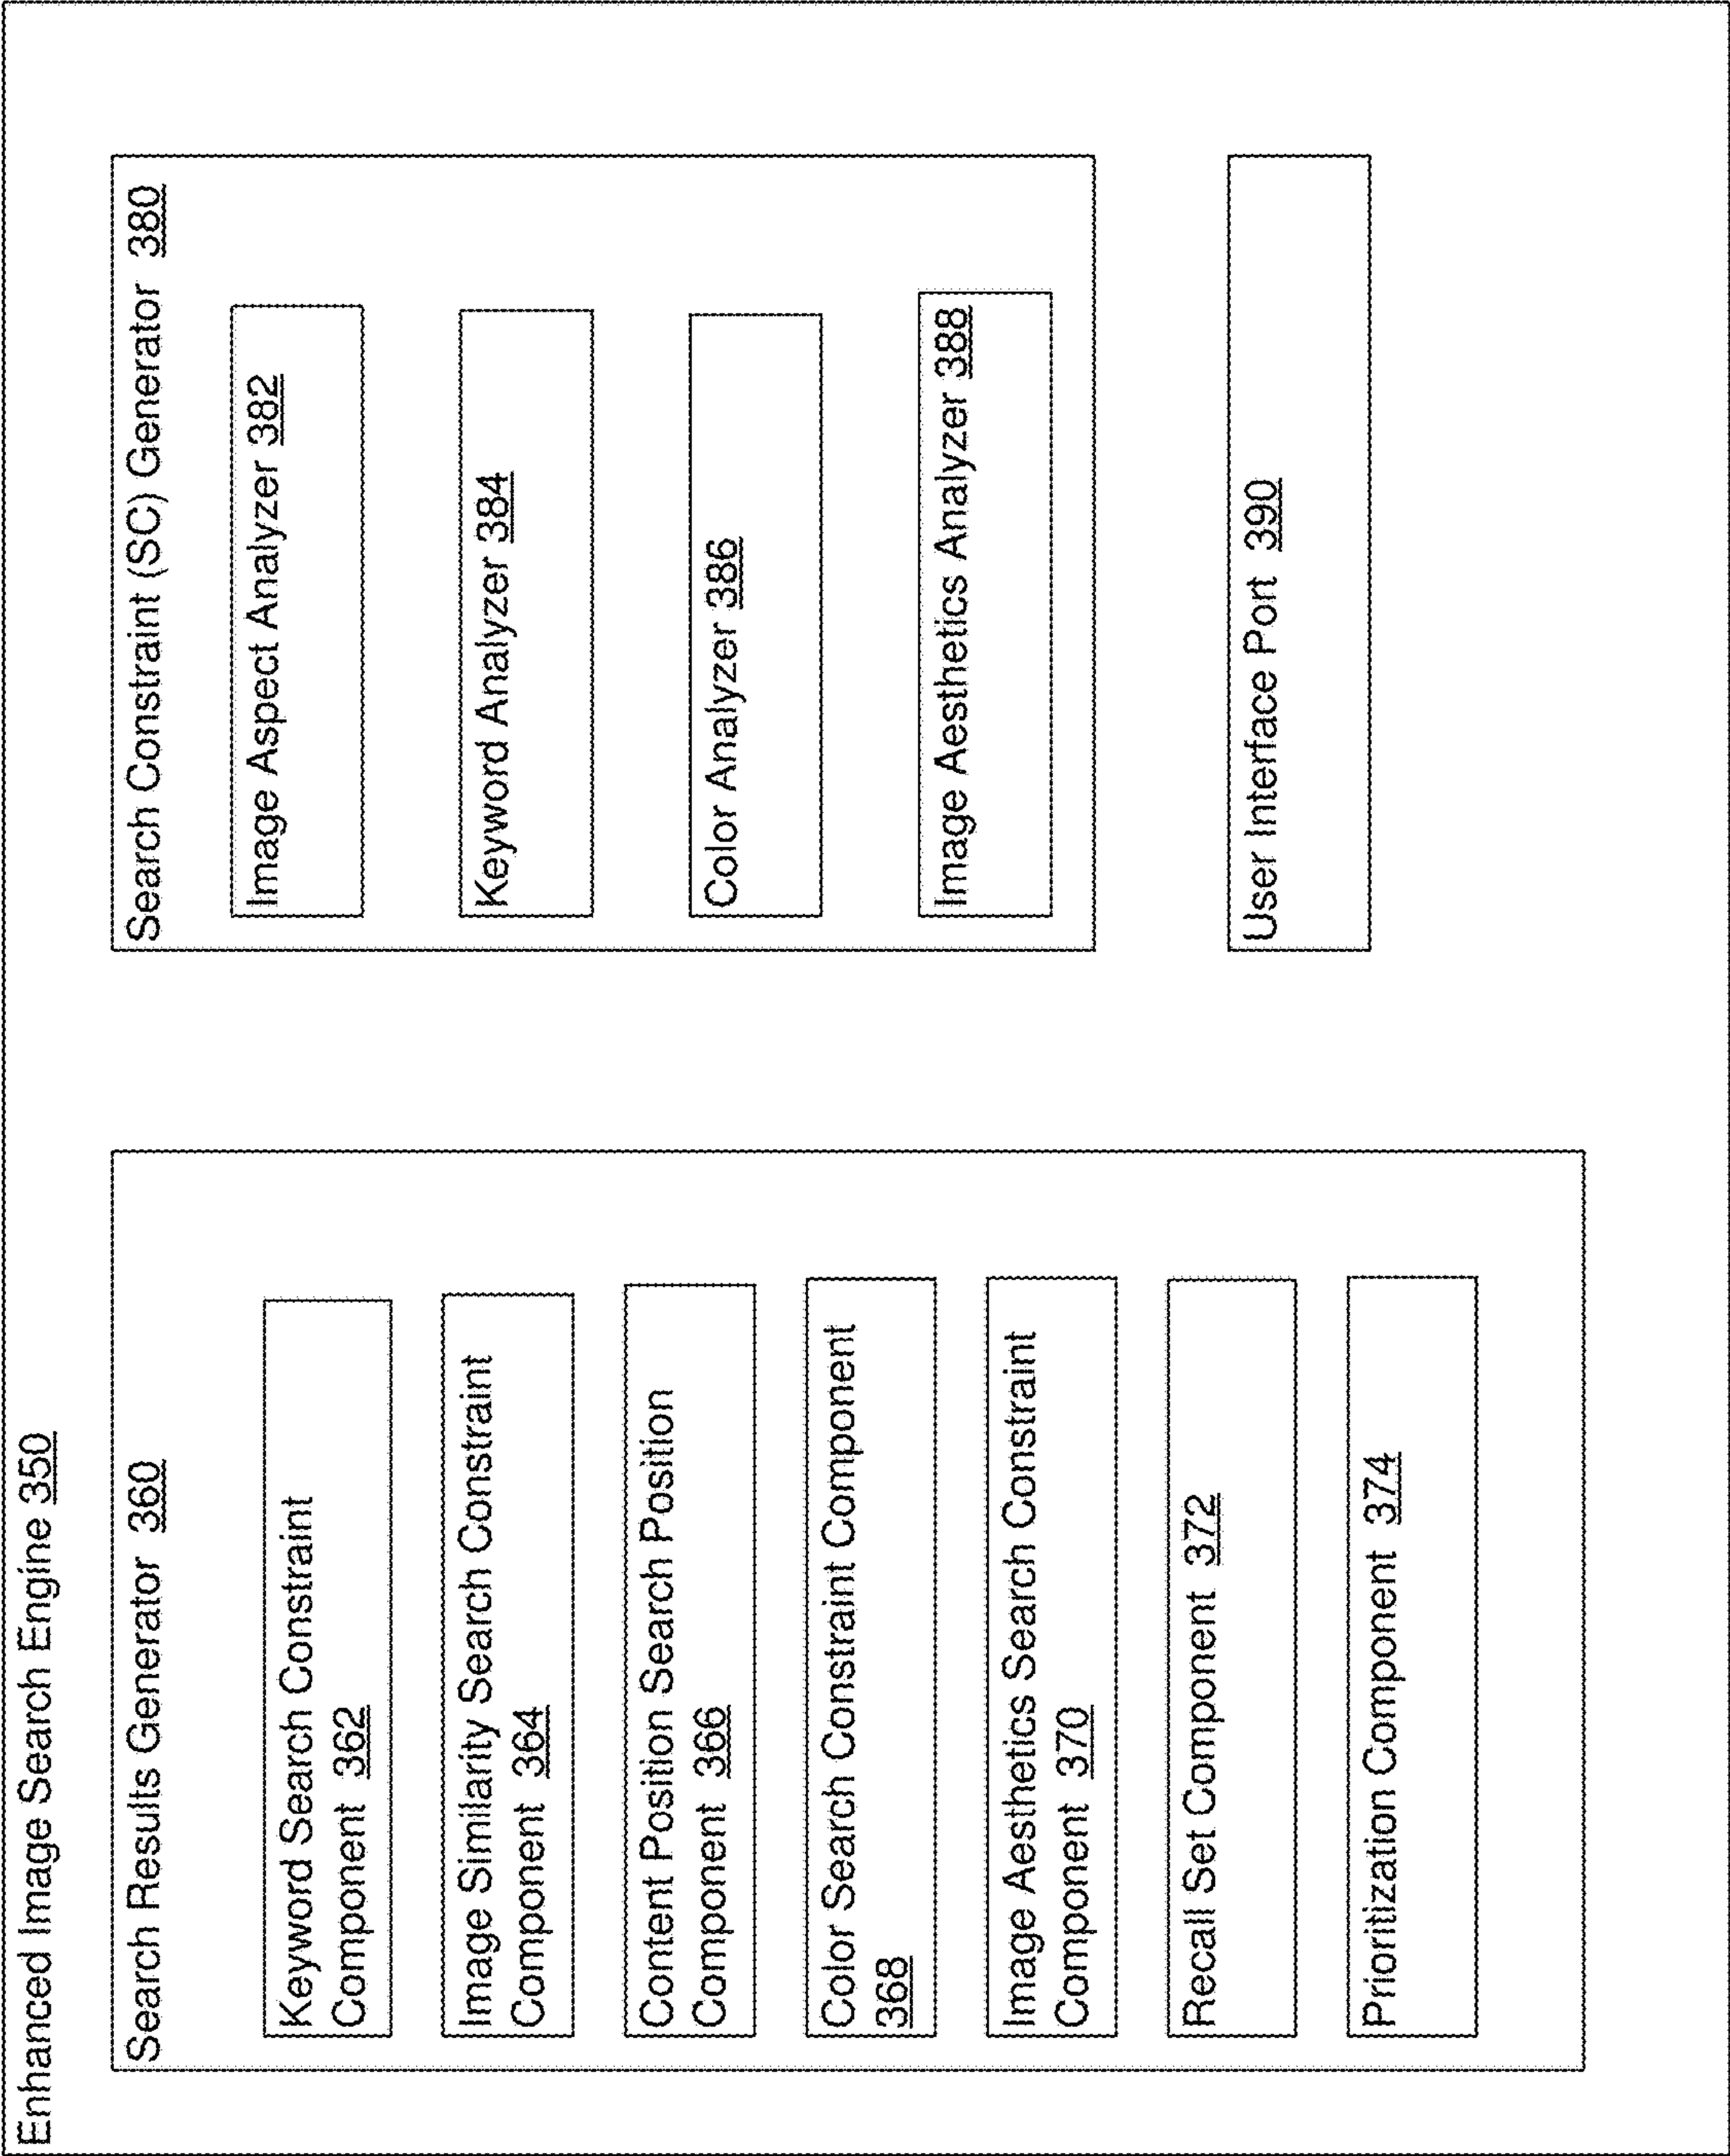 Enhanced Image Search Engine 350
Search Results Generator 360
Keyword Search Constraint
Component 362
Image Similarity Search Constraint
Component 364
Content Position Search Position
Component 366
Color Search Constraint Component
368
Image Aesthetics Search Constraint
Component 370
Recall Set Component 372
Prioritization Component 374
Search Constraint (SC) Generator 380
Image Aspect Analyzer 382
Keyword Analyzer 384
Color Analyzer 386
Image Aesthetics Analyzer 388
User Interface Port 390